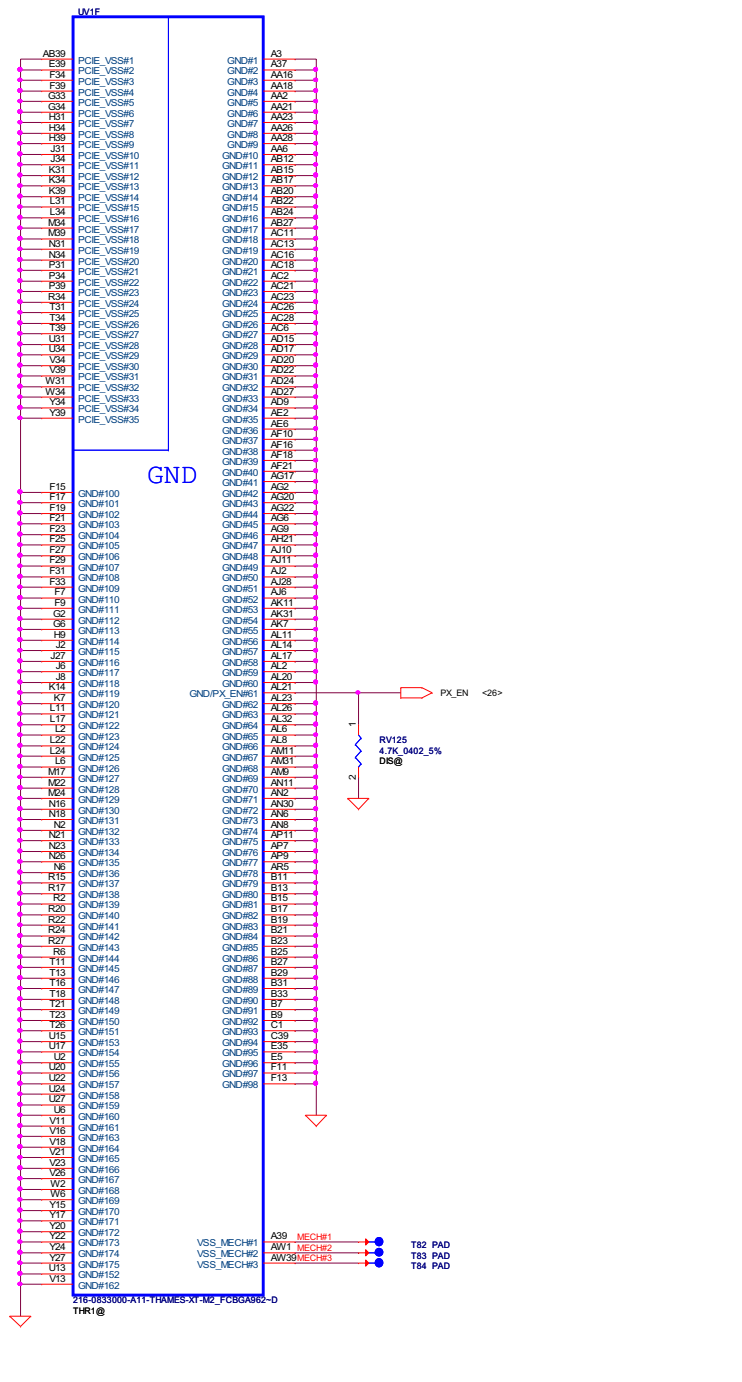 UV1F
AB39 PCIE_VSS#1
E39 PCIE_VSS#2
F34 PCIE_VSS#3
F39 PCIE_VSS#4
G33 PCIE_VSS#5
G34 PCIE_VSS#6
H31 PCIE_VSS#7
H34 PCIE_VSS#8
H39 PCIE_VSS#9
J31 PCIE_VSS#10
J34 PCIE_VSS#11
K31 PCIE_VSS#12
K34 PCIE_VSS#13
K39 PCIE_VSS#14
L31 PCIE_VSS#15
L34 PCIE_VSS#16
M34 PCIE_VSS#17
M39 PCIE_VSS#18
N31 PCIE_VSS#19
N34 PCIE_VSS#20
P31 PCIE_VSS#21
P34 PCIE_VSS#22
P39 PCIE_VSS#23
R34 PCIE_VSS#24
T31 PCIE_VSS#25
T34 PCIE_VSS#26
T39 PCIE_VSS#27
U31 PCIE_VSS#28
U34 PCIE_VSS#29
V34 PCIE_VSS#30
V39 PCIE_VSS#31
W31 PCIE_VSS#32
W34 PCIE_VSS#33
Y34 PCIE_VSS#34
Y39 PCIE_VSS#35
GND
F15 GND#100
F17 GND#101
F19 GND#102
F21 GND#103
F23 GND#104
F25 GND#105
F27 GND#106
F29 GND#107
F31 GND#108
F33 GND#109
F7 GND#110
F9 GND#111
G2 GND#112
G6 GND#113
H9 GND#114
J2 GND#115
J27 GND#116
J6 GND#117
J8 GND#118
K14 GND#119
K7 GND#120
L11 GND#121
L17 GND#122
L2 GND#123
L22 GND#124
L24 GND#125
L6 GND#126
M17 GND#127
M22 GND#128
M24 GND#129
N16 GND#130
N18 GND#131
N2 GND#132
N21 GND#133
N23 GND#134
N26 GND#135
N6 GND#136
R15 GND#137
R17 GND#138
R2 GND#139
R20 GND#140
R22 GND#141
R24 GND#142
R27 GND#143
R6 GND#144
T11 GND#145
T13 GND#146
T16 GND#147
T18 GND#148
T21 GND#149
T23 GND#150
T26 GND#151
U15 GND#153
U17 GND#154
U2 GND#155
U20 GND#156
U22 GND#157
U24 GND#158
U27 GND#159
U6 GND#160
V11 GND#161
V16 GND#163
V18 GND#164
V21 GND#165
V23 GND#166
V26 GND#167
W2 GND#168
W6 GND#169
Y15 GND#170
Y17 GND#171
Y20 GND#172
Y22 GND#173
Y24 GND#174
Y27 GND#175
U13 GND#152
V13 GND#162
GND#1 A3
GND#2 A37
GND#3 AA16
GND#4 AA18
GND#5 AA2
GND#6 AA21
GND#7 AA23
GND#8 AA26
GND#9 AA28
GND#10 AA6
GND#11 AB12
GND#12 AB15
GND#13 AB17
GND#14 AB20
GND#15 AB22
GND#16 AB24
GND#17 AB27
GND#18 AC11
GND#19 AC13
GND#20 AC16
GND#21 AC18
GND#22 AC2
GND#23 AC21
GND#24 AC23
GND#25 AC26
GND#26 AC28
GND#27 AC6
GND#28 AD15
GND#29 AD17
GND#30 AD20
GND#31 AD22
GND#32 AD24
GND#33 AD27
GND#34 AD9
GND#35 AE2
GND#36 AE6
GND#37 AF10
GND#38 AF16
GND#39 AF18
GND#40 AF21
GND#41 AG17
GND#42 AG2
GND#43 AG20
GND#44 AG22
GND#45 AG6
GND#46 AG9
GND#47 AH21
GND#48 AJ10
GND#49 AJ11
GND#50 AJ2
GND#51 AJ28
GND#52 AJ6
GND#53 AK11
GND#54 AK31
GND#55 AK7
GND#56 AL11
GND#57 AL14
GND#58 AL17
GND#59 AL2
GND#60 AL20
GND/PX_EN#61 AL21
GND#62 AL23
GND#63 AL26
GND#64 AL32
GND#65 AL6
GND#66 AL8
GND#67 AM11
GND#68 AM31
GND#69 AM9
GND#70 AN11
GND#71 AN2
GND#72 AN30
GND#73 AN6
GND#74 AN8
GND#75 AP11
GND#76 AP7
GND#77 AP9
GND#78 AR5
GND#79 B11
GND#80 B13
GND#81 B15
GND#82 B17
GND#83 B19
GND#84 B21
GND#85 B23
GND#86 B25
GND#87 B27
GND#88 B29
GND#89 B31
GND#90 B33
GND#91 B7
GND#92 B9
GND#93 C1
GND#94 C39
GND#95 E35
GND#96 E5
GND#97 F11
GND#98 F13
PX_EN <26>
1
2
RV125
4.7K_0402_5%
DIS@
VSS_MECH#1 A39 MECH#1 T82 PAD
VSS_MECH#2 AW1 MECH#2 T83 PAD
VSS_MECH#3 AW39 MECH#3 T84 PAD
216-0833000-A11-THAMES-XT-M2_FCBGA962~D
THR1@